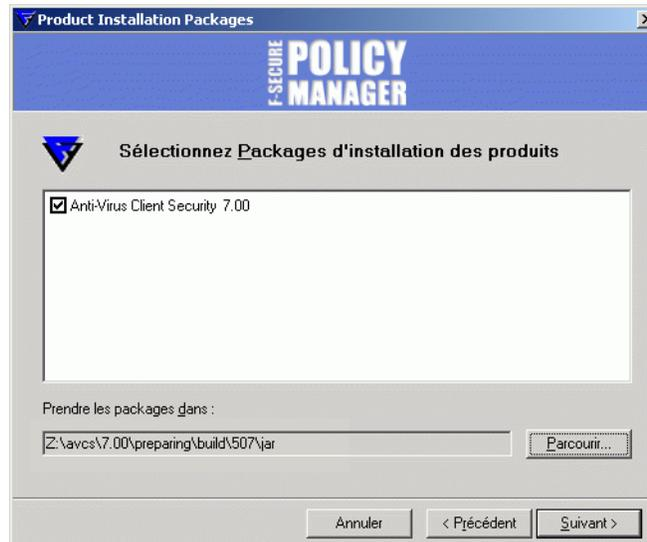 Product Installation Packages
F-SECURE POLICY MANAGER
Sélectionnez Packages d'installation des produits
Anti-Virus Client Security 7.00
Prendre les packages dans :
Z:\avcs\7.00\preparing\build\507\jar
Parcourir...
Annuler
< Précédent
Suivant >